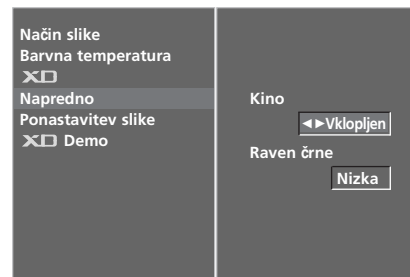 Način slike
Barvna temperatura
XD
Napredno
Ponastavitev slike
XD Demo
Kino
◄►Vklopljen
Raven črne
Nizka